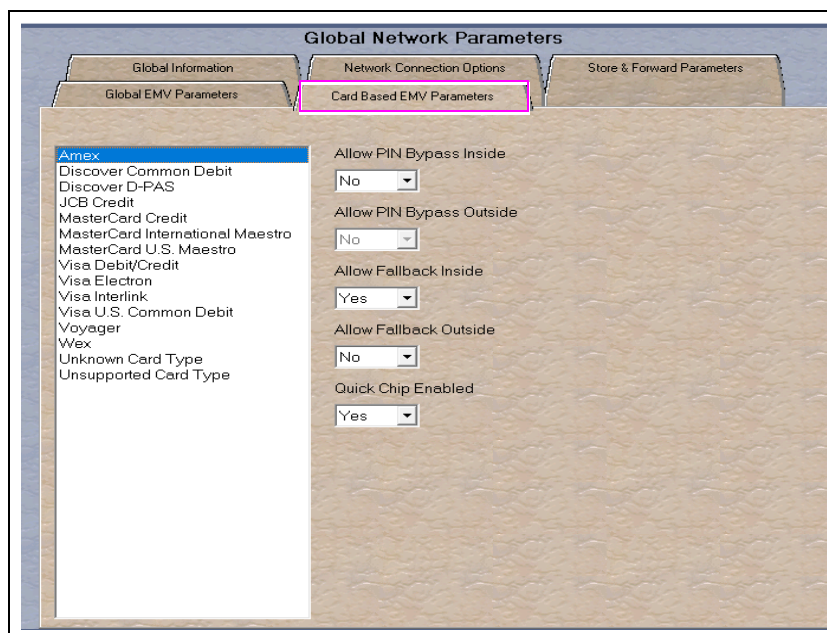 Global Network Parameters
Global Information
Network Connection Options
Store & Forward Parameters
Global EMV Parameters
Card Based EMV Parameters
Amex
Discover Common Debit
Discover D-PAS
JCB Credit
MasterCard Credit
MasterCard International Maestro
MasterCard U.S. Maestro
Visa Debit/Credit
Visa Electron
Visa Interlink
Visa U.S. Common Debit
Voyager
Wex
Unknown Card Type
Unsupported Card Type
Allow PIN Bypass Inside
No
Allow PIN Bypass Outside
No
Allow Fallback Inside
Yes
Allow Fallback Outside
No
Quick Chip Enabled
Yes